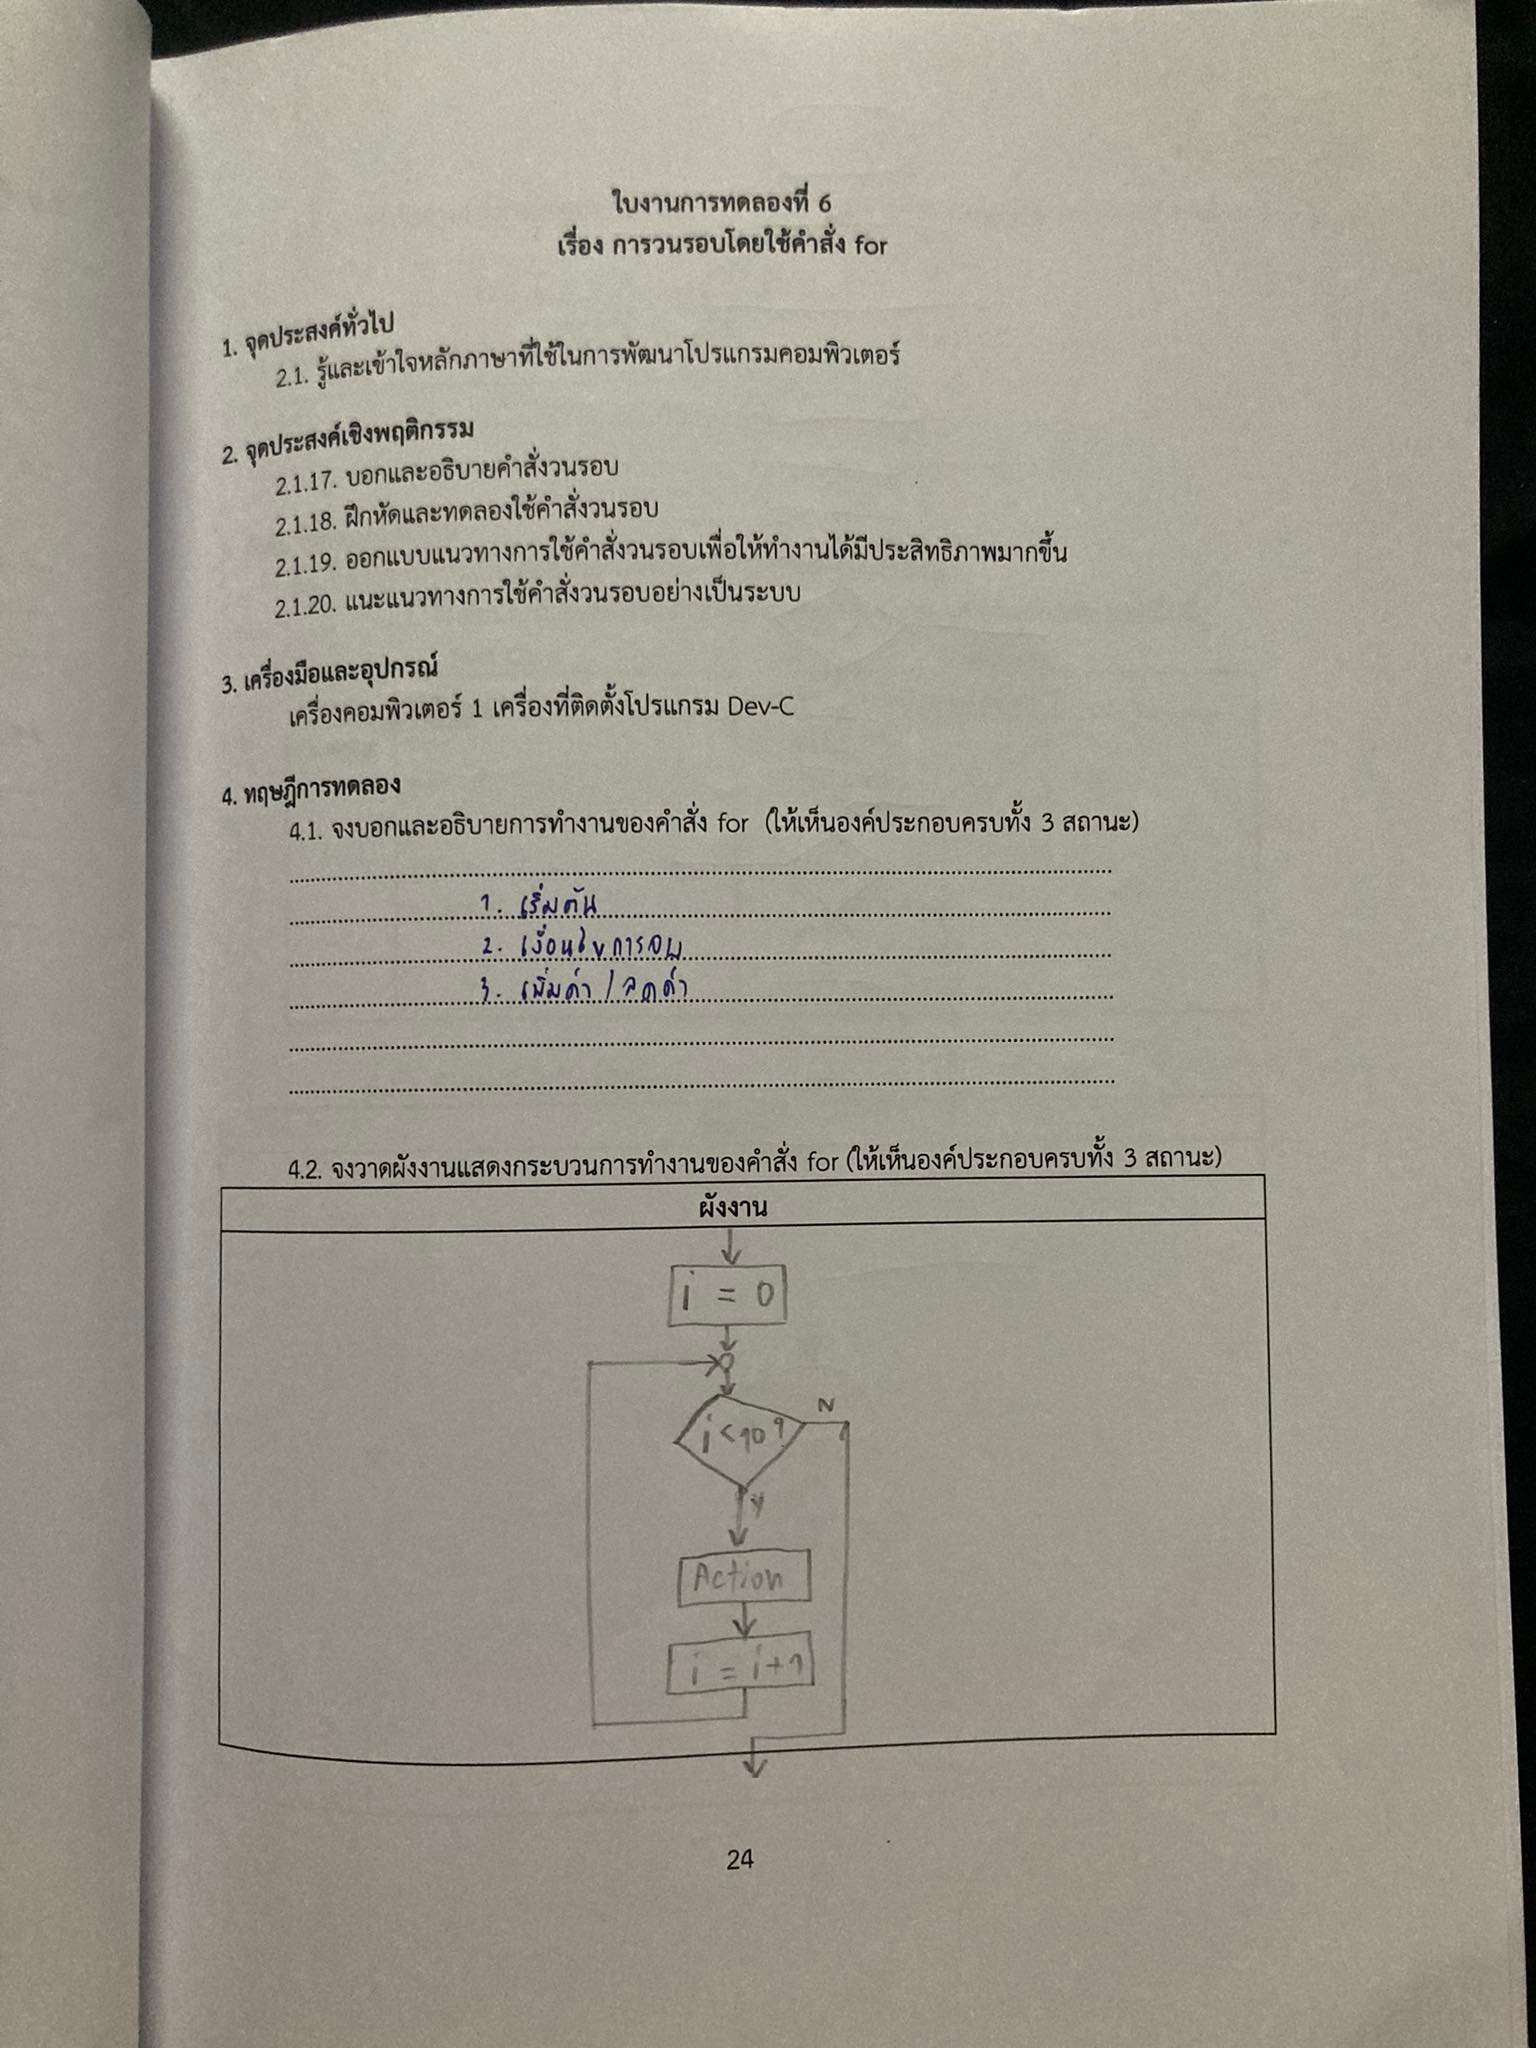 ใบงานการทดลองที่ 6
เรื่อง การวนรอบโดยใช้คำสั่ง for
1. จุดประสงค์ทั่วไป
2.1. รู้และเข้าใจหลักภาษาที่ใช้ในการพัฒนาโปรแกรมคอมพิวเตอร์
2. จุดประสงค์เชิงพฤติกรรม
2.1.17. บอกและอธิบายคำสั่งวนรอบ
2.1.18. ฝึกหัดและทดลองใช้คำสั่งวนรอบ
2.1.19. ออกแบบแนวทางการใช้คำสั่งวนรอบเพื่อให้ทำงานได้มีประสิทธิภาพมากขึ้น
2.1.20. แนะแนวทางการใช้คำสั่งวนรอบอย่างเป็นระบบ
3. เครื่องมือและอุปกรณ์
เครื่องคอมพิวเตอร์ 1 เครื่องที่ติดตั้งโปรแกรม Dev-C
4. ทฤษฎีการทดลอง
4.1. จงบอกและอธิบายการทำงานของคำสั่ง for (ให้เห็นองค์ประกอบครบทั้ง 3 สถานะ)
1. เริ่มต้น
2. เงื่อนไขการจบ
3. เพิ่มค่า / ลดค่า
4.2. จงวาดผังงานแสดงกระบวนการทำงานของคำสั่ง for (ให้เห็นองค์ประกอบครบทั้ง 3 สถานะ)
ผังงาน
i = 0
N
i < 10 ?
Y
Action
i = i+1
24